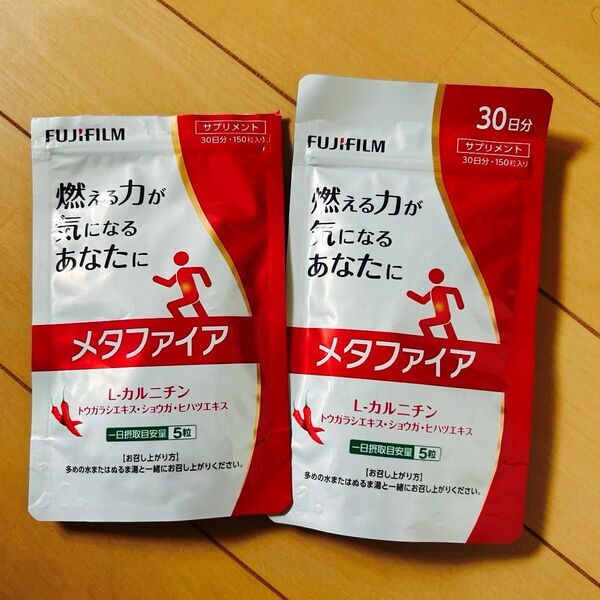 FUJIFILM
サプリメント
30日分・150粒入り
燃える力が
気になる
あなたに
メタファイア
L-カルニチン
トウガラシエキス・ショウガ・ヒハツエキス
一日摂取目安量 5粒
【お召し上がり方】
多めの水またはぬるま湯と一緒にお召し上がりください。
30日分
FUJIFILM
サプリメント
30日分・150粒入り
燃える力が
気になる
あなたに
メタファイア
L-カルニチン
トウガラシエキス・ショウガ・ヒハツエキス
一日摂取目安量 5粒
【お召し上がり方】
多めの水またはぬるま湯と一緒にお召し上がりください。